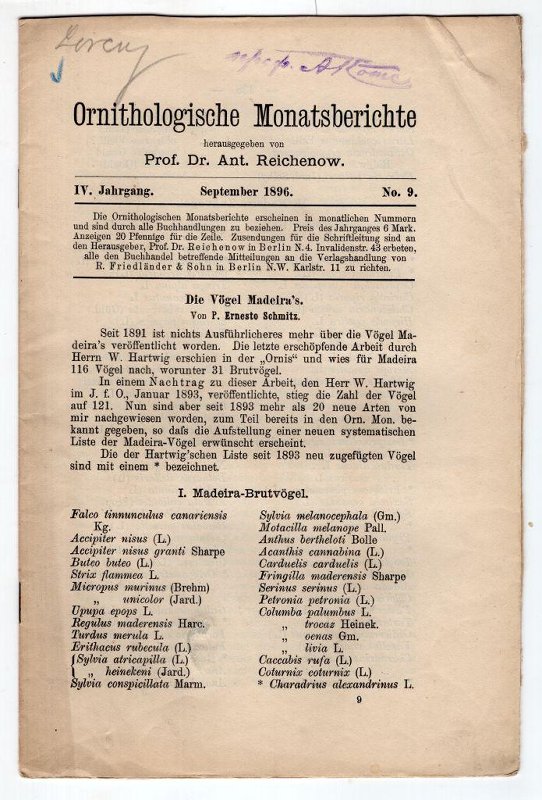 Ornithologische Monatsberichte
herausgegeben von
Prof. Dr. Ant. Reichenow.
IV. Jahrgang. September 1896. No. 9.
Die Ornithologischen Monatsberichte erscheinen in monatlichen Nummern
und sind durch alle Buchhandlungen zu beziehen. Preis des Jahrganges 6 Mark.
Anzeigen 20 Pfennige für die Zeile. Zusendungen für die Schriftleitung sind an
den Herausgeber, Prof. Dr. Reichenow in Berlin N. 4. Invalidenstr. 43 erbeten,
alle den Buchhandel betreffende Mitteilungen an die Verlagshandlung von
R. Friedländer & Sohn in Berlin N.W. Karlstr. 11 zu richten.
Die Vögel Madeira's.
Von P. Ernesto Schmitz.
Seit 1891 ist nichts Ausführlicheres mehr über die Vögel Ma-
deira's veröffentlicht worden. Die letzte erschöpfende Arbeit durch
Herrn W. Hartwig erschien in der „Ornis" und wies für Madeira
116 Vögel nach, worunter 31 Brutvögel.
In einem Nachtrag zu dieser Arbeit, den Herr W. Hartwig
im J. f. O., Januar 1893, veröffentlichte, stieg die Zahl der Vögel
auf 121. Nun sind aber seit 1893 mehr als 20 neue Arten von
mir nachgewiesen worden, zum Teil bereits in den Orn. Mon. be-
kannt gegeben, so daſs die Aufstellung einer neuen systematischen
Liste der Madeira-Vögel erwünscht erscheint.
Die der Hartwig'schen Liste seit 1893 neu zugefügten Vögel
sind mit einem * bezeichnet.
I. Madeira-Brutvögel.
Falco tinnunculus canariensis
Kg.
Accipiter nisus (L.)
Accipiter nisus granti Sharpe
Buteo buteo (L.)
Strix flammea L.
Micropus murinus (Brehm)
„ unicolor (Jard.)
Upupa epops L.
Regulus maderensis Harc.
Turdus merula L.
Erithacus rubecula (L.)
{Sylvia atricapilla (L.)
„ heinekeni (Jard.)
Sylvia conspicillata Marm.
Sylvia melanocephala (Gm.)
Motacilla melanope Pall.
Anthus bertheloti Bolle
Acanthis cannabina (L.)
Carduelis carduelis (L.)
Fringilla maderensis Sharpe
Serinus serinus (L.)
Petronia petronia (L.)
Columba palumbus L.
„ trocaz Heinek.
„ oenas Gm.
„ livia L.
Caccabis rufa (L.)
Coturnix coturnix (L.)
* Charadrius alexandrinus L.
9